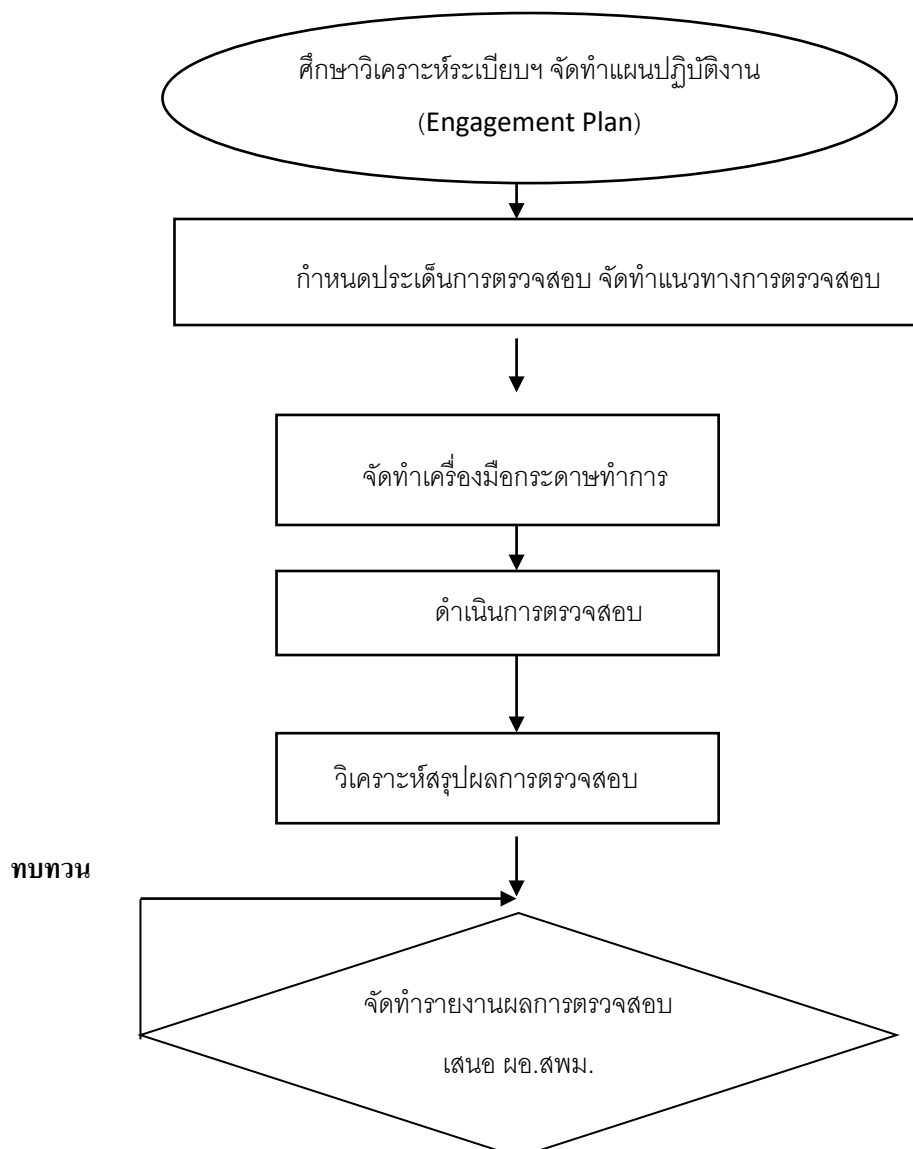 ศึกษาวิเคราะห์ระเบียบฯ จัดทำแผนปฏิบัติงาน
(Engagement Plan)
กำหนดประเด็นการตรวจสอบ จัดทำแนวทางการตรวจสอบ
จัดทำเครื่องมือกระดาษทำการ
ดำเนินการตรวจสอบ
วิเคราะห์สรุปผลการตรวจสอบ
ทบทวน
จัดทำรายงานผลการตรวจสอบ
เสนอ ผอ.สพม.